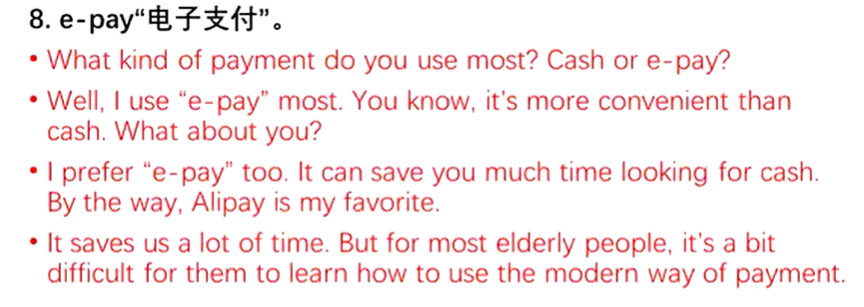 8. e-pay“电子支付”。
• What kind of payment do you use most? Cash or e-pay?
• Well, I use “e-pay” most. You know, it’s more convenient than
cash. What about you?
• I prefer “e-pay” too. It can save you much time looking for cash.
By the way, Alipay is my favorite.
• It saves us a lot of time. But for most elderly people, it’s a bit
difficult for them to learn how to use the modern way of payment.